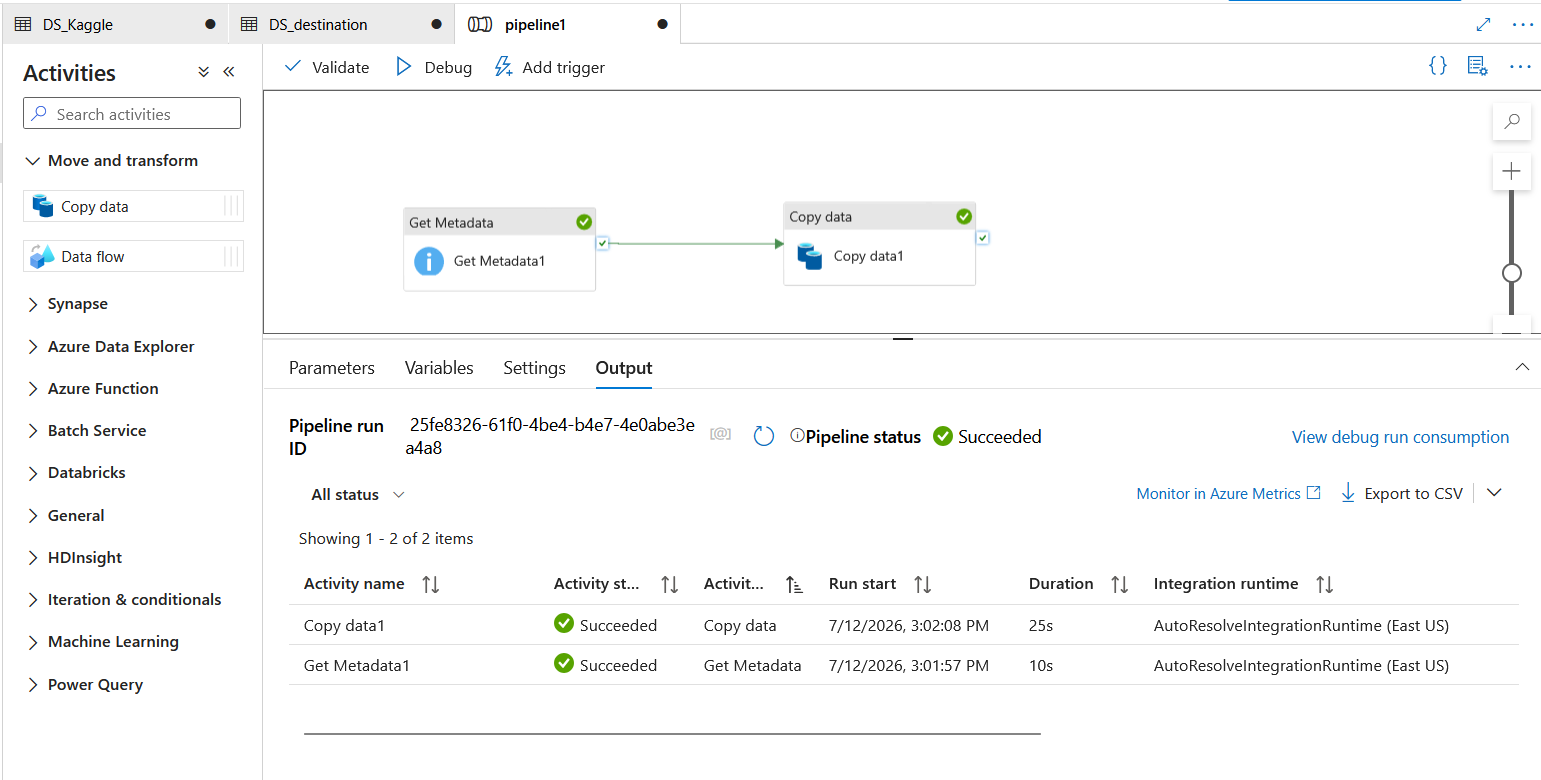 DS_Kaggle
DS_destination
pipeline1
Activities
Search activities
Move and transform
Copy data
Data flow
Synapse
Azure Data Explorer
Azure Function
Batch Service
Databricks
General
HDInsight
Iteration & conditionals
Machine Learning
Power Query
Validate
Debug
Add trigger
Get Metadata
Get Metadata1
Copy data
Copy data1
Parameters
Variables
Settings
Output
Pipeline run
ID
25fe8326-61f0-4be4-b4e7-4e0abe3e
a4a8
Pipeline status
Succeeded
View debug run consumption
All status
Monitor in Azure Metrics
Export to CSV
Showing 1 - 2 of 2 items
Activity name Activity st... Activit... Run start Duration Integration runtime
Copy data1 Succeeded Copy data 7/12/2026, 3:02:08 PM 25s AutoResolveIntegrationRuntime (East US)
Get Metadata1 Succeeded Get Metadata 7/12/2026, 3:01:57 PM 10s AutoResolveIntegrationRuntime (East US)